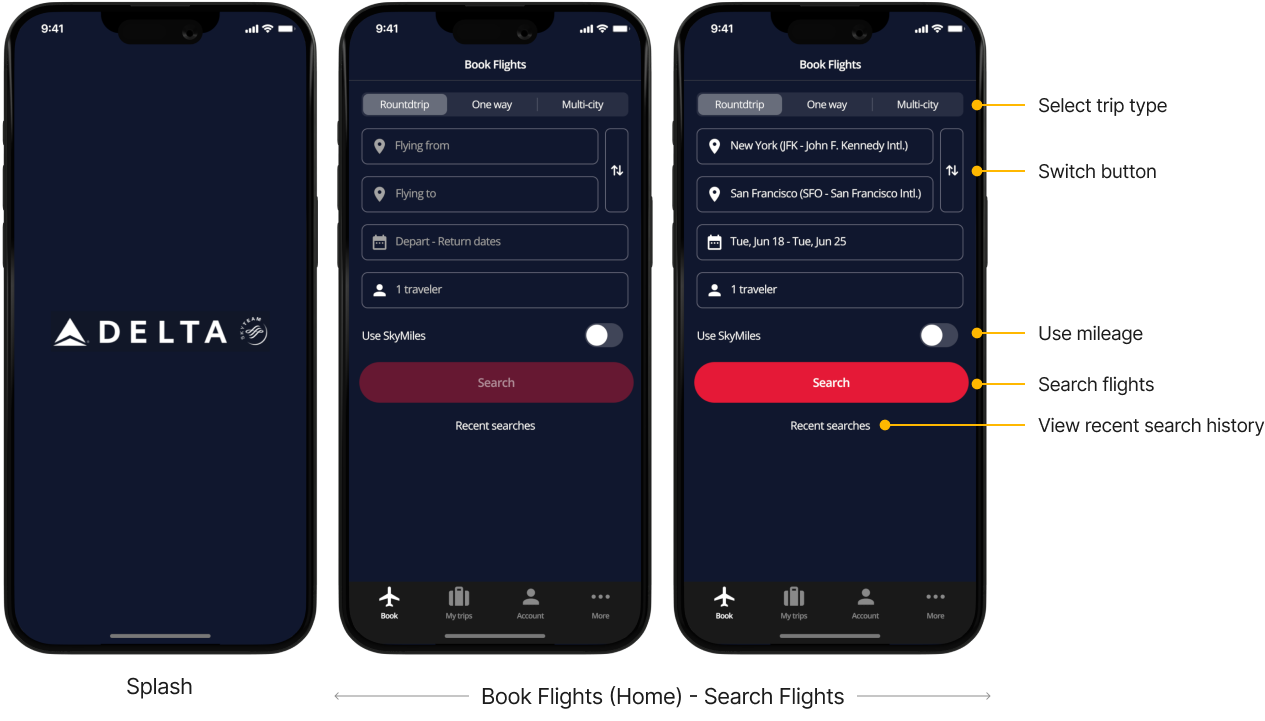 9:41
DELTA
SKYTEAM
Splash
9:41
Book Flights
Roundtdtrip One way Multi-city
Flying from
Flying to
Depart - Return dates
1 traveler
Use SkyMiles
Search
Recent searches
Book My trips Account More
9:41
Book Flights
Roundtdtrip One way Multi-city
New York (JFK - John F. Kennedy Intl.)
San Francisco (SFO - San Francisco Intl.)
Tue, Jun 18 - Tue, Jun 25
1 traveler
Use SkyMiles
Search
Recent searches
Book My trips Account More
Select trip type
Switch button
Use mileage
Search flights
View recent search history
Book Flights (Home) - Search Flights